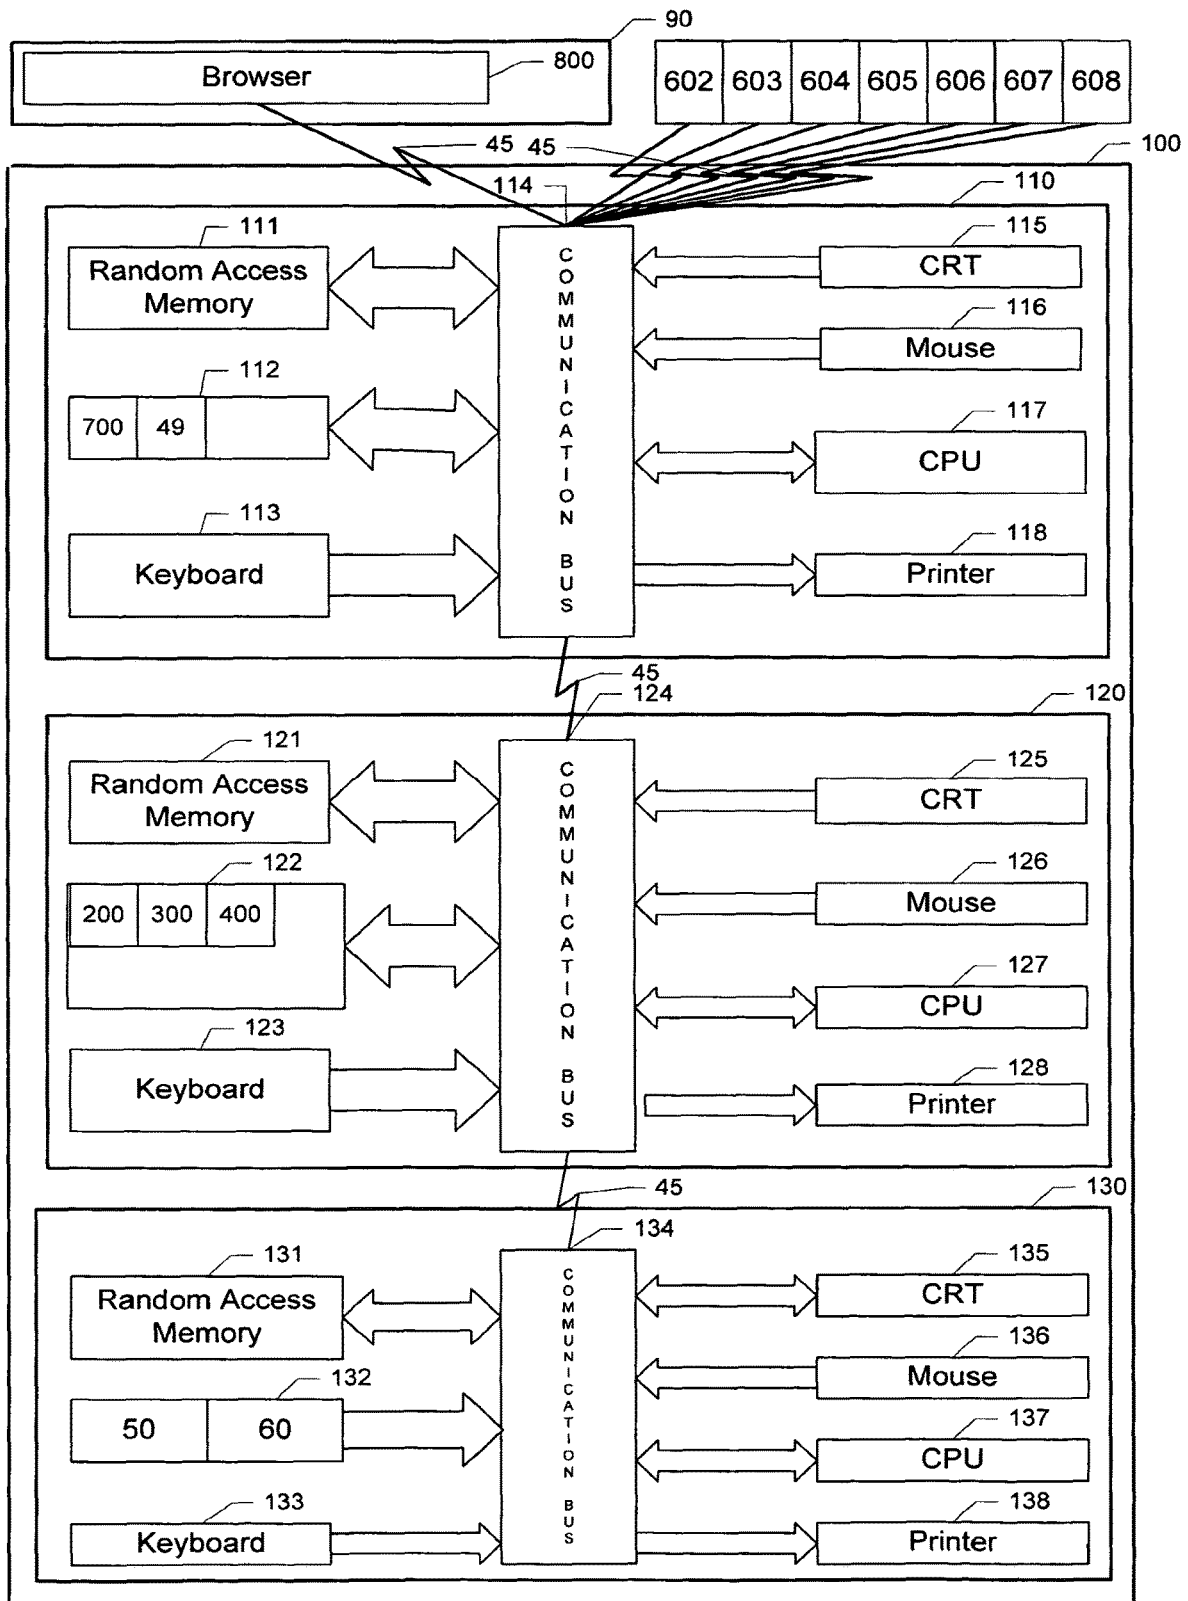 90
Browser
800
602 603 604 605 606 607 608
45 45
100
114
110
111
Random Access
Memory
112
700 49
113
Keyboard
COMMUNICATION BUS
115
CRT
116
Mouse
117
CPU
118
Printer
45
124
120
121
Random Access
Memory
122
200 300 400
123
Keyboard
COMMUNICATION BUS
125
CRT
126
Mouse
127
CPU
128
Printer
45
130
134
131
Random Access
Memory
132
50 60
133
Keyboard
COMMUNICATION BUS
135
CRT
136
Mouse
137
CPU
138
Printer